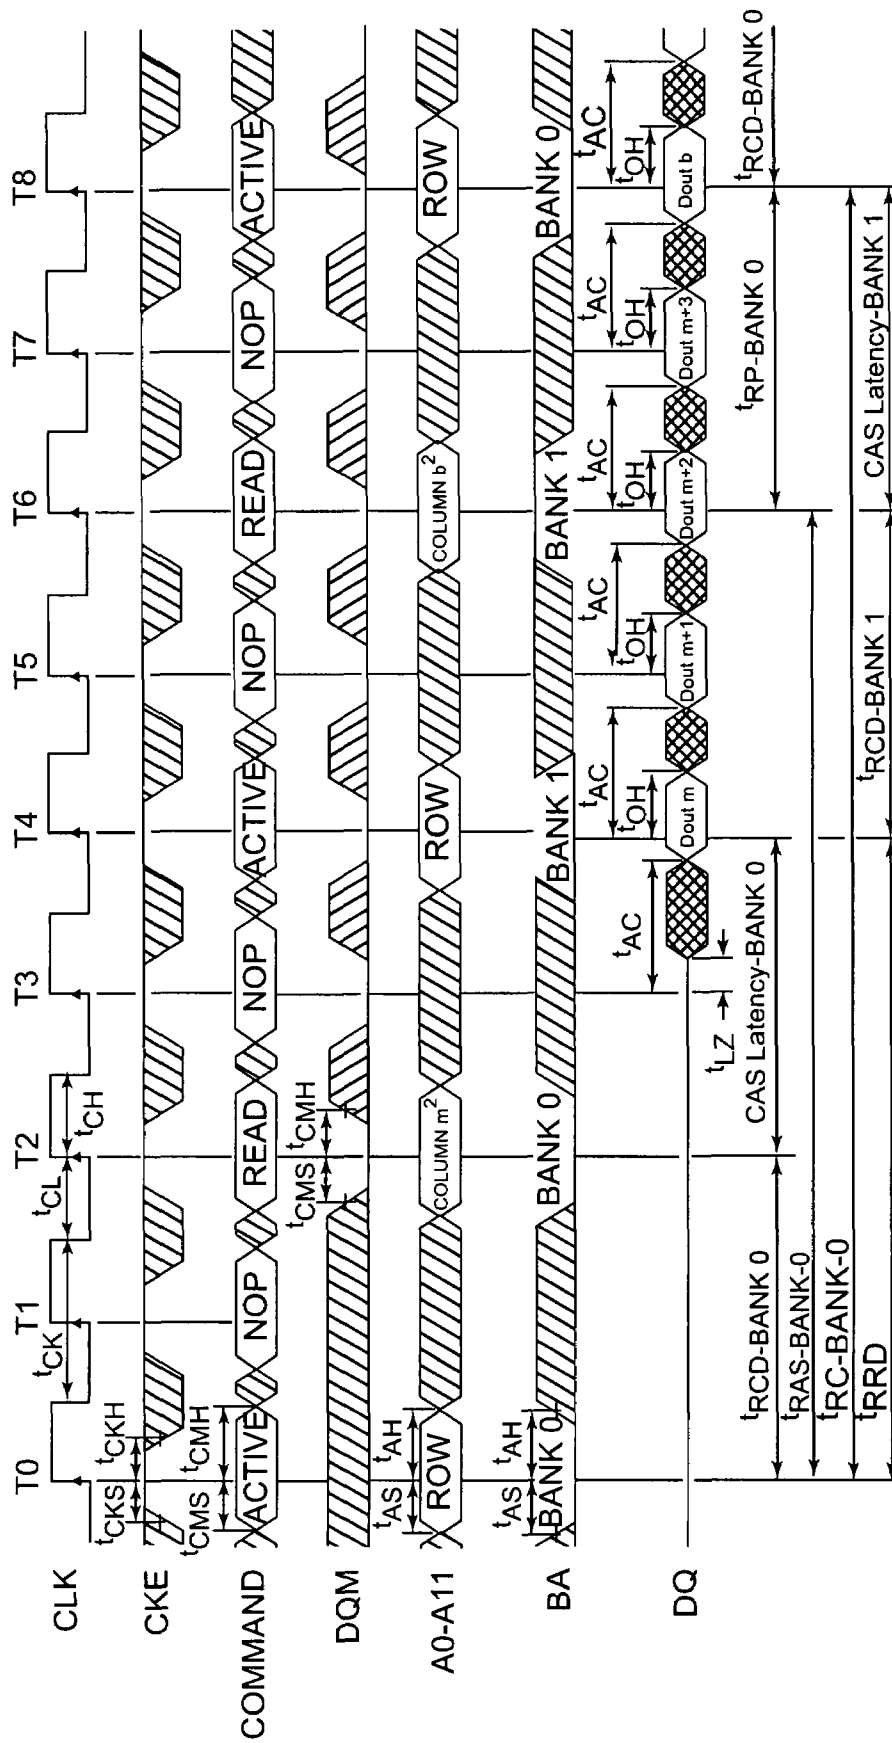 T0 T1 T2 T3 T4 T5 T6 T7 T8
CLK
tCK tCL tCH
CKE
tCKS tCKH
COMMAND
tCMS tCMH
ACTIVE NOP READ NOP ACTIVE NOP READ NOP ACTIVE
DQM
tCMS tCMH
A0-A11
tAS tAH
ROW COLUMN m² ROW COLUMN b² ROW
BA
tAS tAH
BANK 0 BANK 0 BANK 1 BANK 1 BANK 0
DQ
tAC tAC tAC tAC tAC tAC
tOH tOH tOH tOH tOH
Dout m Dout m+1 Dout m+2 Dout m+3 Dout b
tLZ
tRCD-BANK 0 CAS Latency-BANK 0 tRP-BANK 0 tRCD-BANK 0
tRAS-BANK-0
tRC-BANK-0
tRRD tRCD-BANK 1 CAS Latency-BANK 1